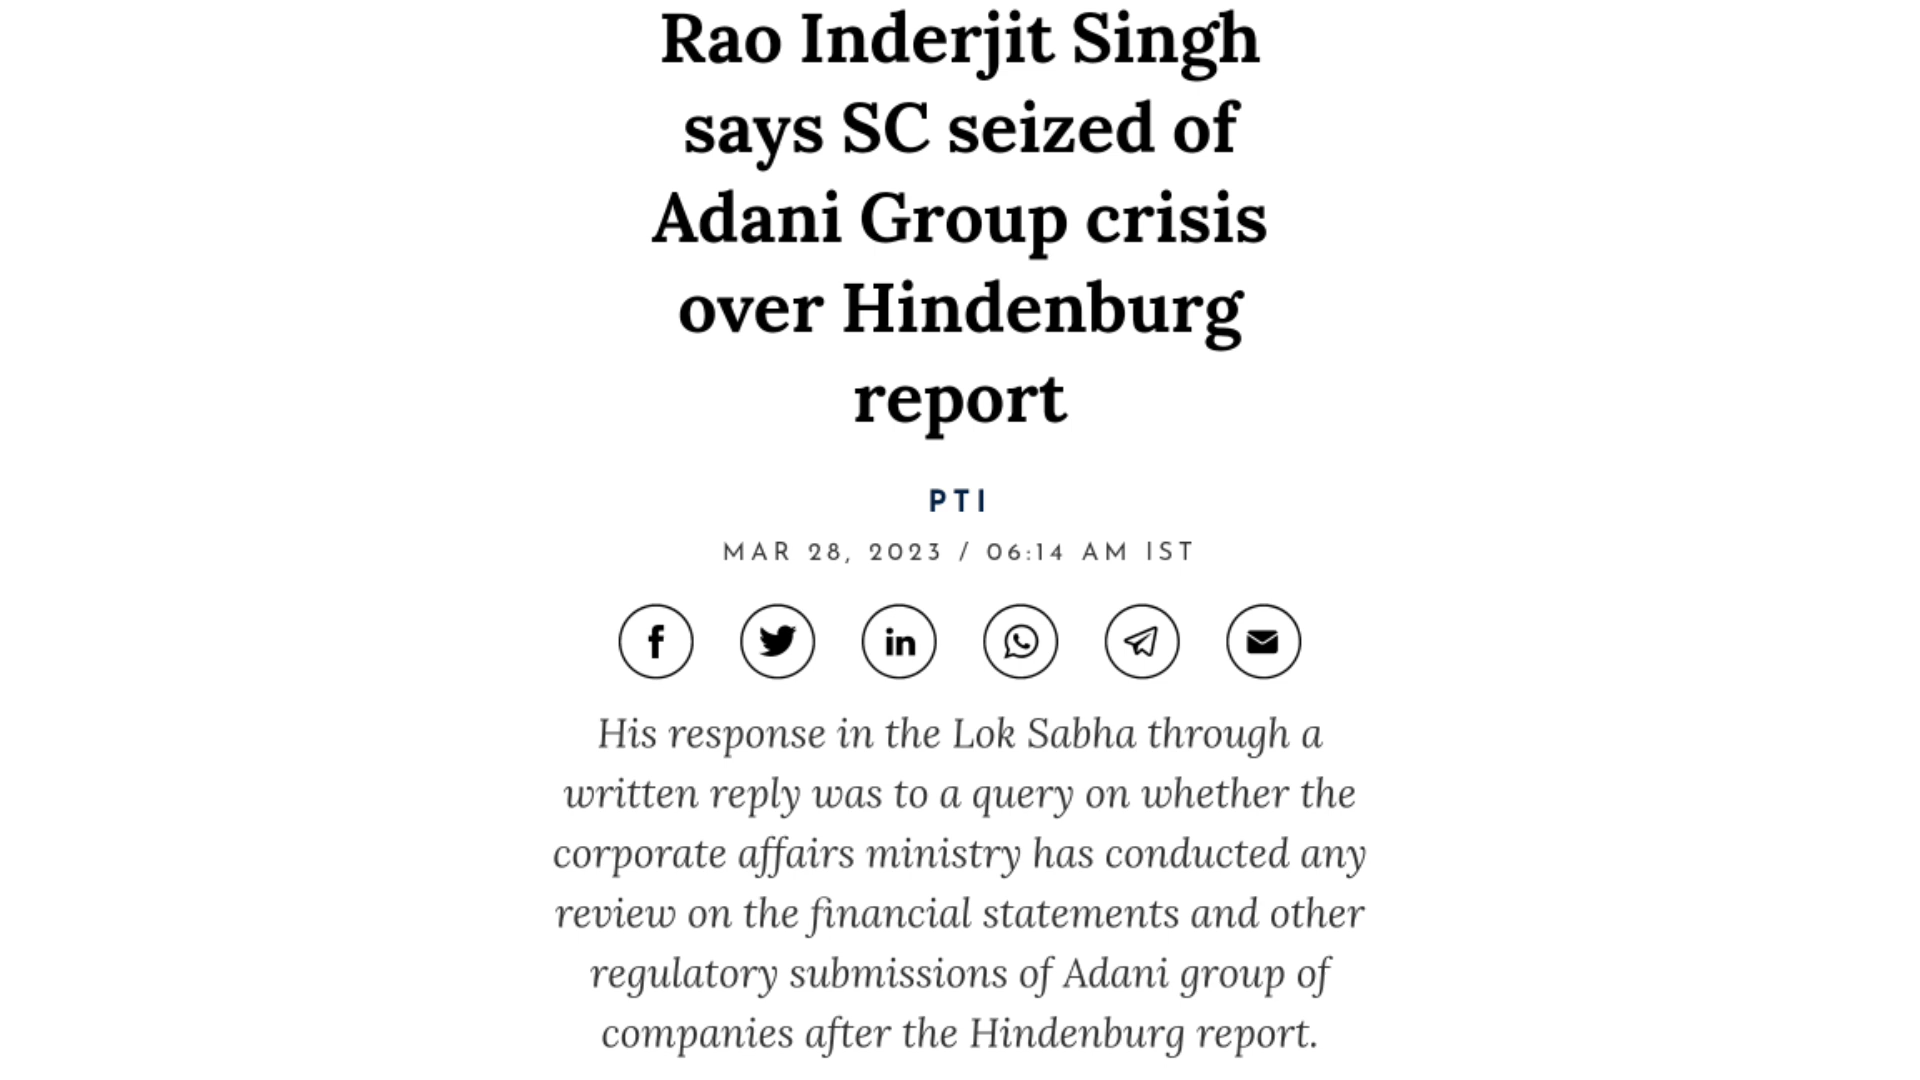 Rao Inderjit Singh
says SC seized of
Adani Group crisis
over Hindenburg
report
PTI
MAR 28, 2023 / 06:14 AM IST
His response in the Lok Sabha through a
written reply was to a query on whether the
corporate affairs ministry has conducted any
review on the financial statements and other
regulatory submissions of Adani group of
companies after the Hindenburg report.